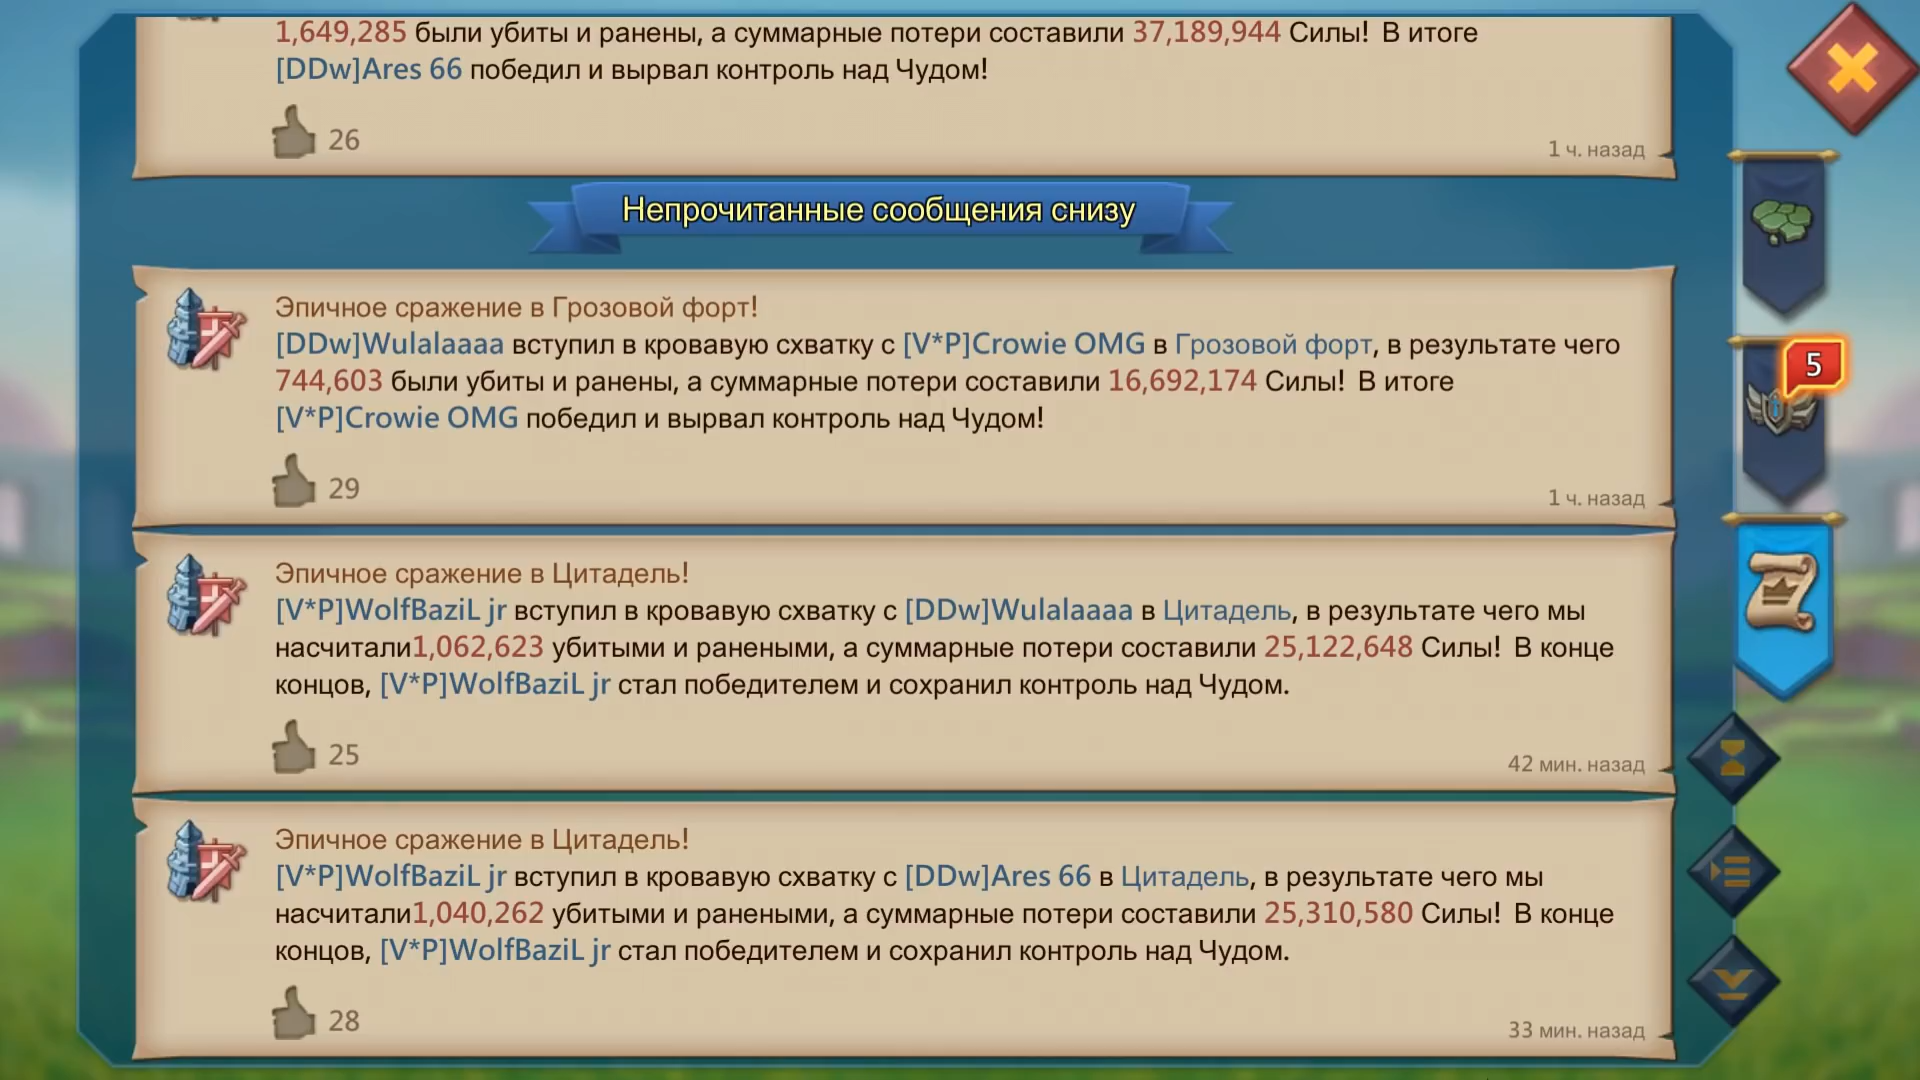 1,649,285 были убиты и ранены, а суммарные потери составили 37,189,944 Силы! В итоге
[DDw]Ares 66 победил и вырвал контроль над Чудом!
26
1 ч. назад
Непрочитанные сообщения снизу
Эпичное сражение в Грозовой форт!
[DDw]Wulalaaaa вступил в кровавую схватку с [V*P]Crowie OMG в Грозовой форт, в результате чего
744,603 были убиты и ранены, а суммарные потери составили 16,692,174 Силы! В итоге
[V*P]Crowie OMG победил и вырвал контроль над Чудом!
29
1 ч. назад
5
Эпичное сражение в Цитадель!
[V*P]WolfBaziL jr вступил в кровавую схватку с [DDw]Wulalaaaa в Цитадель, в результате чего мы
насчитали1,062,623 убитыми и ранеными, а суммарные потери составили 25,122,648 Силы! В конце
концов, [V*P]WolfBaziL jr стал победителем и сохранил контроль над Чудом.
25
42 мин. назад
Эпичное сражение в Цитадель!
[V*P]WolfBaziL jr вступил в кровавую схватку с [DDw]Ares 66 в Цитадель, в результате чего мы
насчитали1,040,262 убитыми и ранеными, а суммарные потери составили 25,310,580 Силы! В конце
концов, [V*P]WolfBaziL jr стал победителем и сохранил контроль над Чудом.
28
33 мин. назад